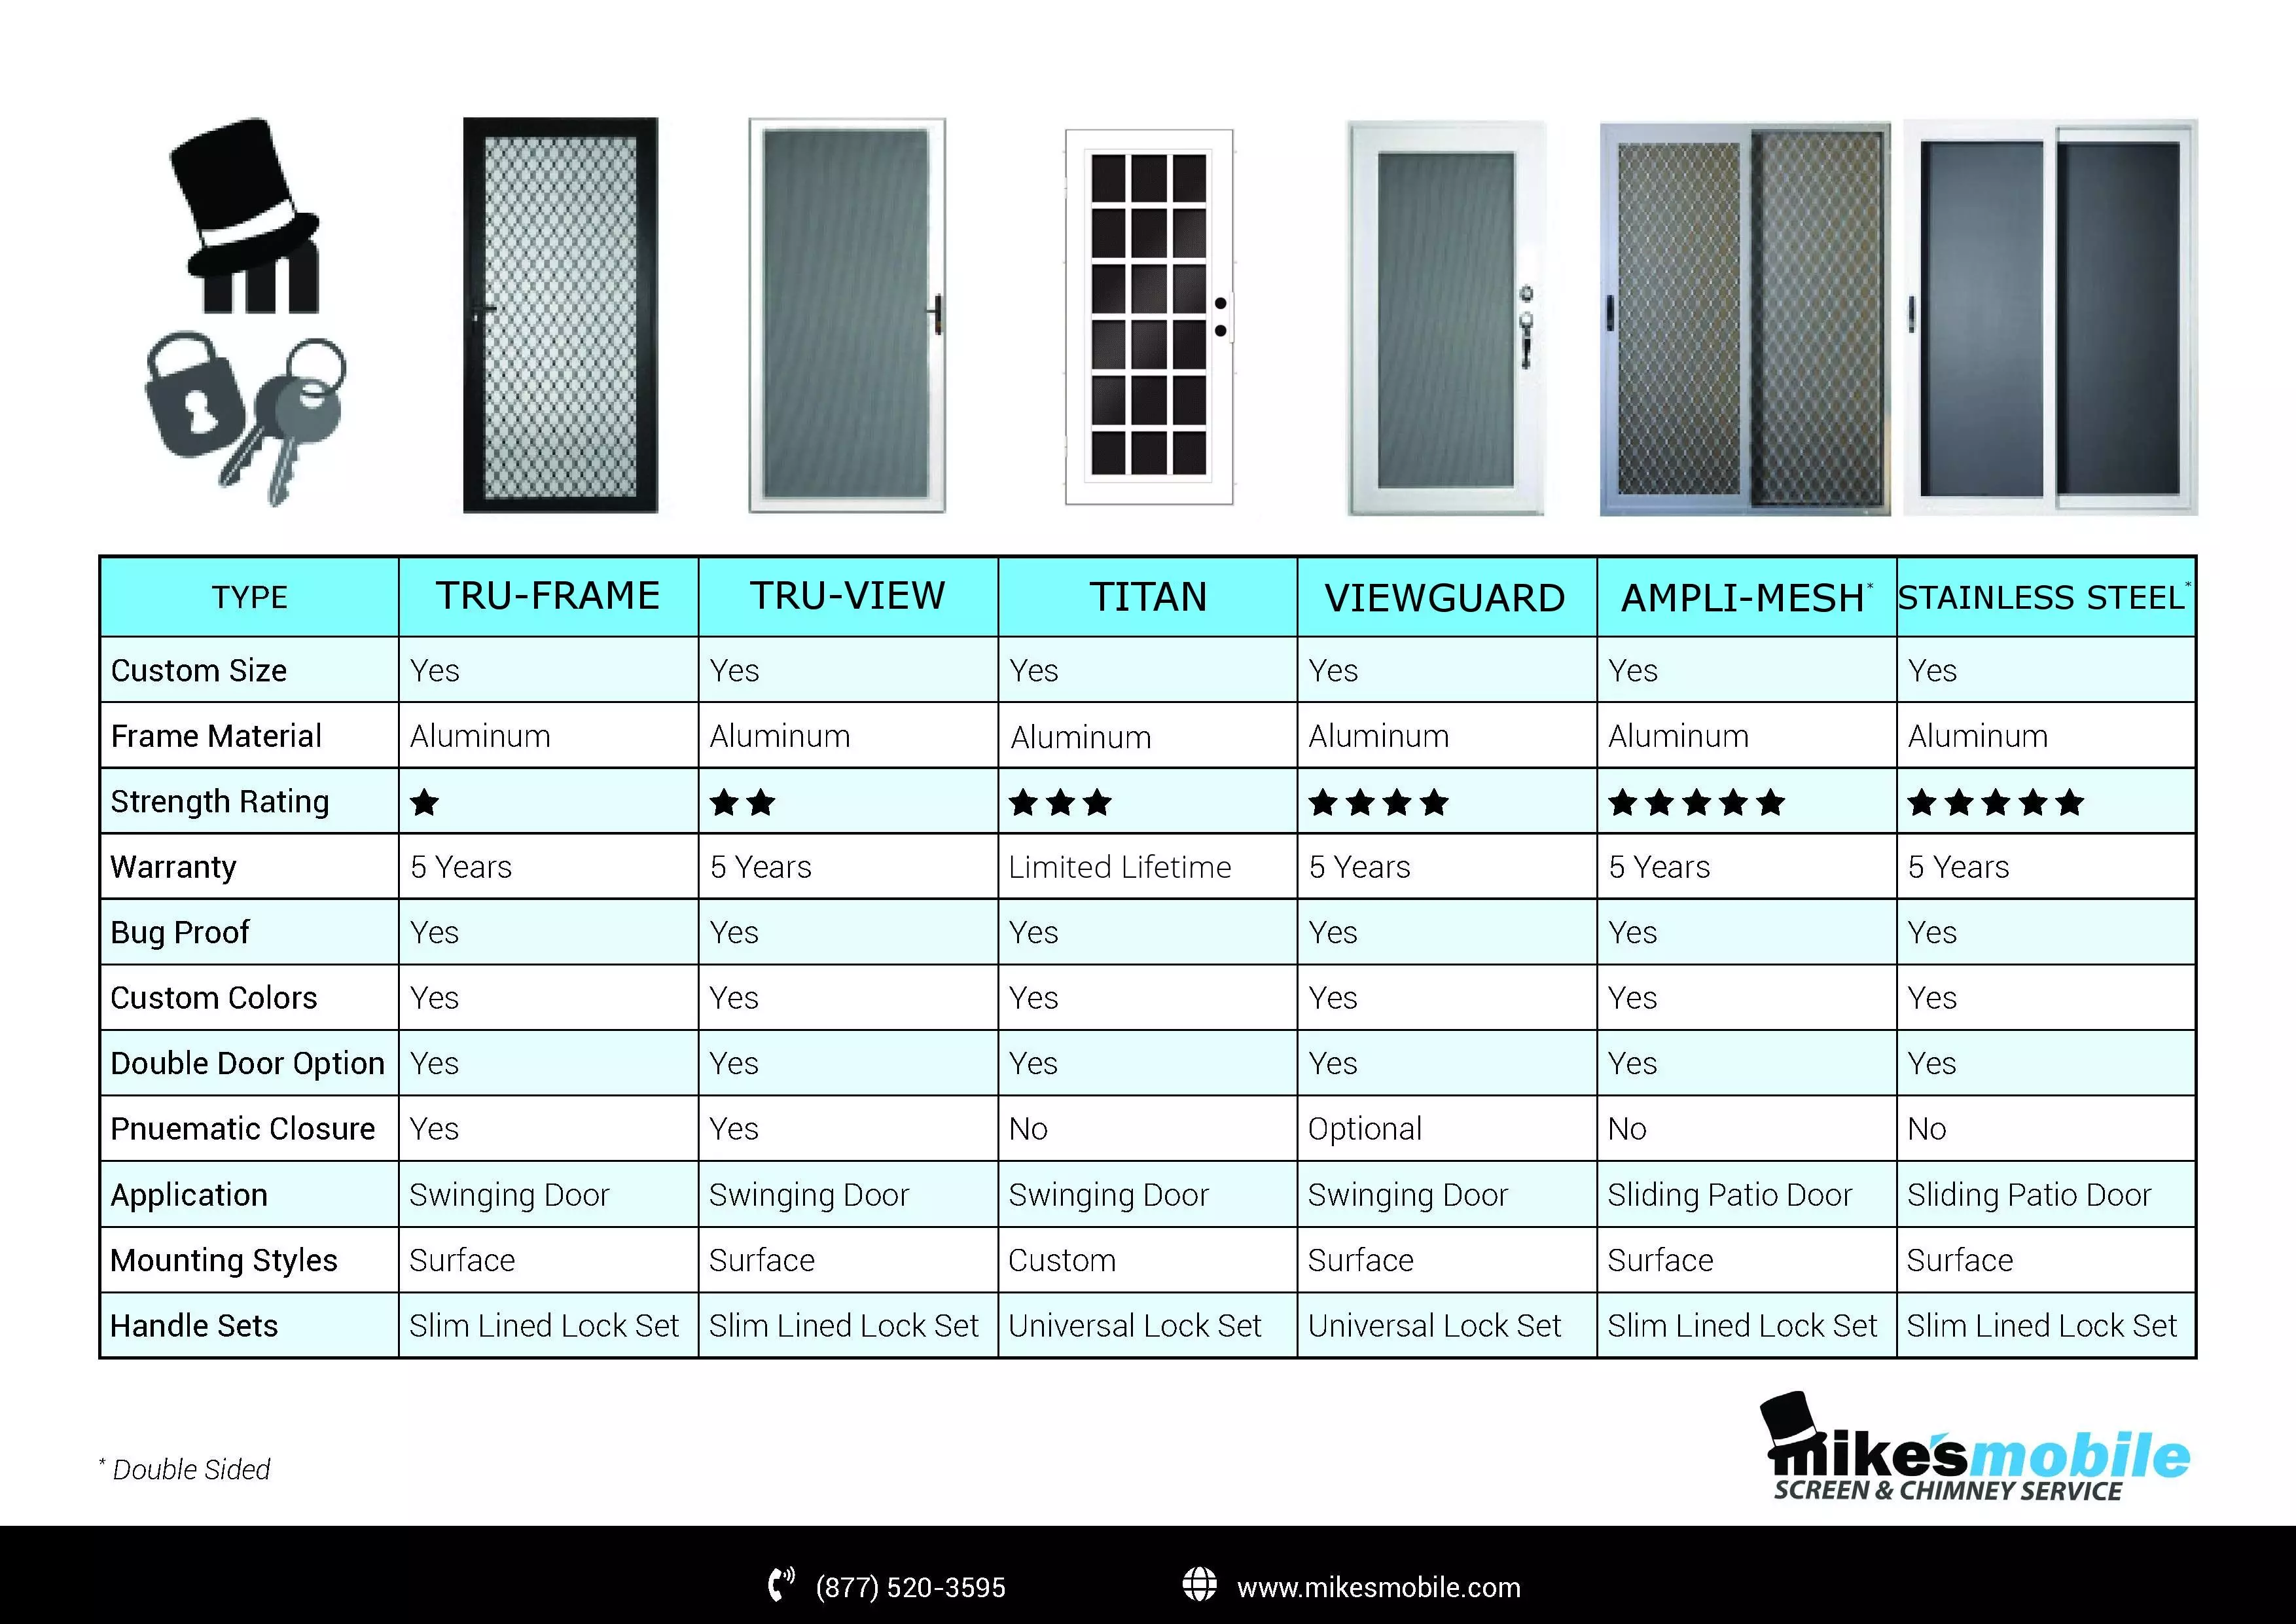 TYPE TRU-FRAME TRU-VIEW TITAN VIEWGUARD AMPLI-MESH* STAINLESS STEEL*
Custom Size Yes Yes Yes Yes Yes Yes
Frame Material Aluminum Aluminum Aluminum Aluminum Aluminum Aluminum
Strength Rating ★ ★★ ★★★ ★★★★ ★★★★★ ★★★★★
Warranty 5 Years 5 Years Limited Lifetime 5 Years 5 Years 5 Years
Bug Proof Yes Yes Yes Yes Yes Yes
Custom Colors Yes Yes Yes Yes Yes Yes
Double Door Option Yes Yes Yes Yes Yes Yes
Pnuematic Closure Yes Yes No Optional No No
Application Swinging Door Swinging Door Swinging Door Swinging Door Sliding Patio Door Sliding Patio Door
Mounting Styles Surface Surface Custom Surface Surface Surface
Handle Sets Slim Lined Lock Set Slim Lined Lock Set Universal Lock Set Universal Lock Set Slim Lined Lock Set Slim Lined Lock Set
* Double Sided
mike'smobile
SCREEN & CHIMNEY SERVICE
(877) 520-3595 www.mikesmobile.com